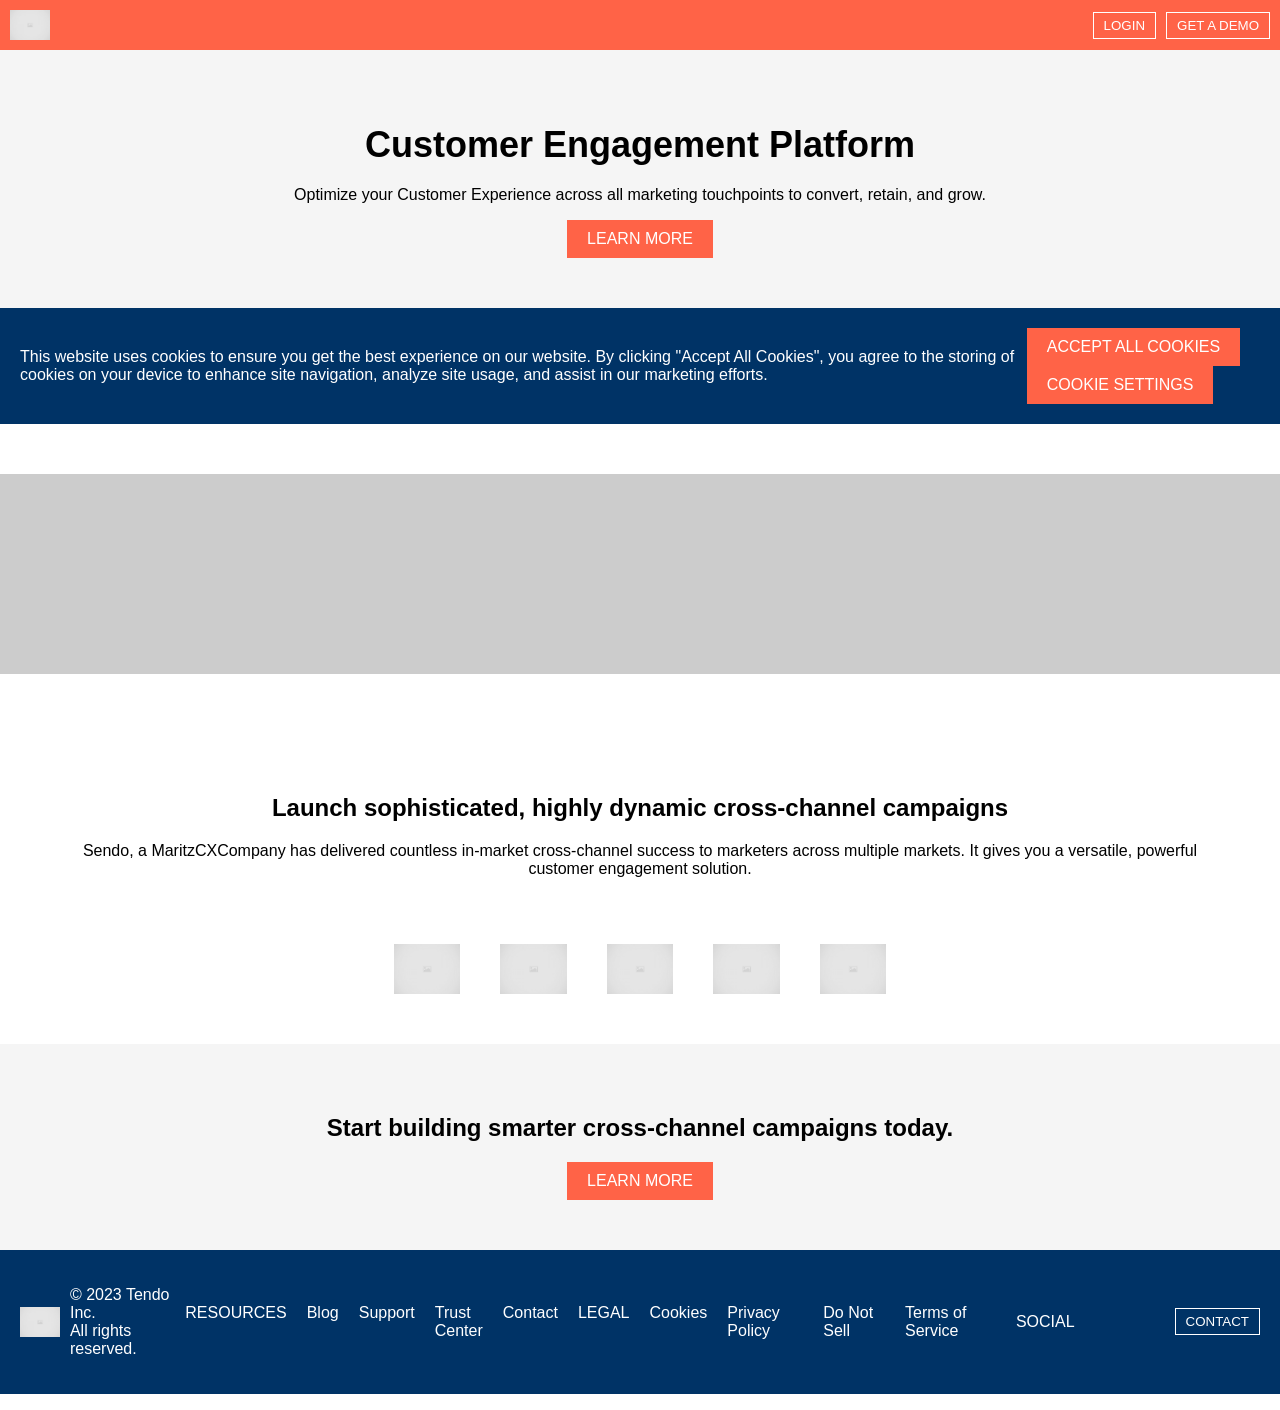 LOGIN
GET A DEMO
Customer Engagement Platform
Optimize your Customer Experience across all marketing touchpoints to convert, retain, and grow.
LEARN MORE
This website uses cookies to ensure you get the best experience on our website. By clicking "Accept All Cookies", you agree to the storing of
cookies on your device to enhance site navigation, analyze site usage, and assist in our marketing efforts.
ACCEPT ALL COOKIES
COOKIE SETTINGS
Launch sophisticated, highly dynamic cross-channel campaigns
Sendo, a MaritzCXCompany has delivered countless in-market cross-channel success to marketers across multiple markets. It gives you a versatile, powerful
customer engagement solution.
Start building smarter cross-channel campaigns today.
LEARN MORE
© 2023 Tendo
Inc.
All rights
reserved.
RESOURCES
Blog
Support
Trust
Center
Contact
LEGAL
Cookies
Privacy
Policy
Do Not
Sell
Terms of
Service
SOCIAL
CONTACT